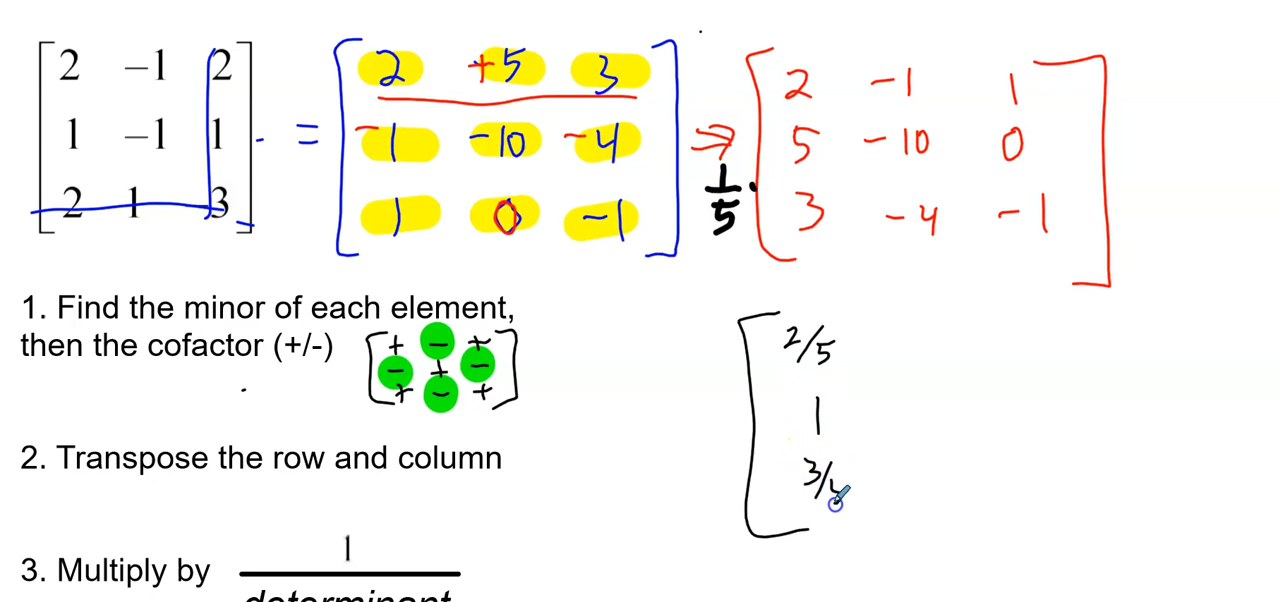 [2 −1 2] = [2 +5 3] ⇒ [2 −1 1]
[1 −1 1] [−1 −10 −4] 1/5 · [5 −10 0]
[2 1 3] [1 0 −1] [3 −4 −1]
1. Find the minor of each element,
then the cofactor (+/-) [+ − +]
[− + −]
[+ − +]
2/5
1
2. Transpose the row and column
3. Multiply by 1
determinant